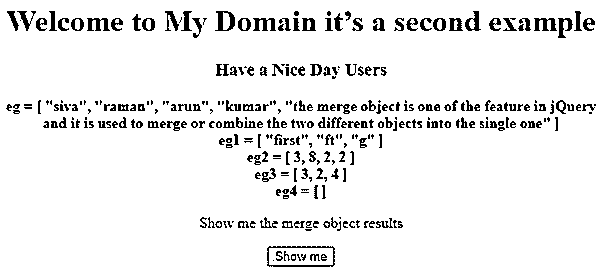 Welcome to My Domain it’s a second example
Have a Nice Day Users
eg = [ "siva", "raman", "arun", "kumar", "the merge object is one of the feature in jQuery
and it is used to merge or combine the two different objects into the single one" ]
eg1 = [ "first", "ft", "g" ]
eg2 = [ 3, 8, 2, 2 ]
eg3 = [ 3, 2, 4 ]
eg4 = [ ]
Show me the merge object results
Show me